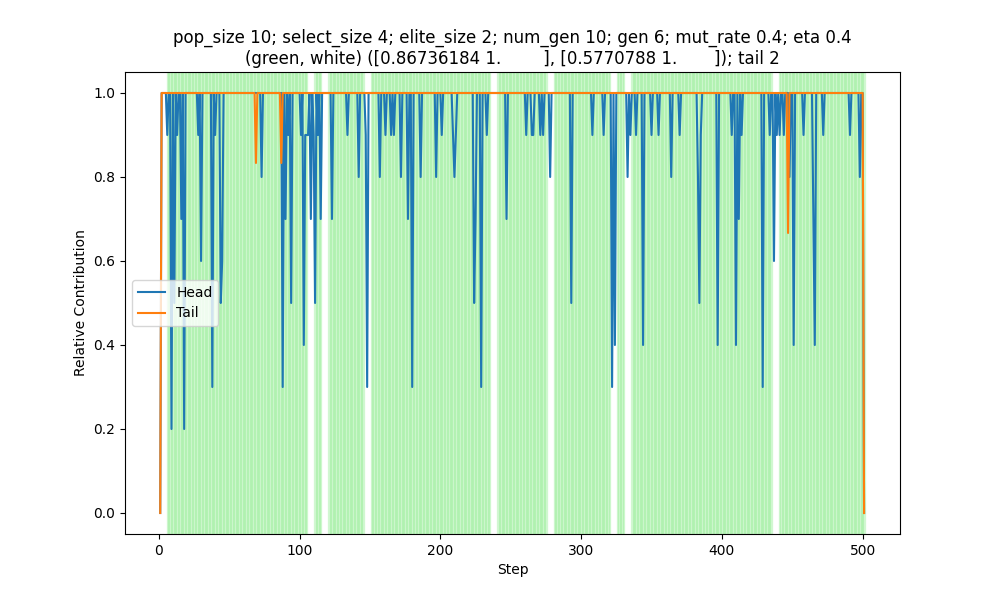 pop_size 10; select_size 4; elite_size 2; num_gen 10; gen 6; mut_rate 0.4; eta 0.4
(green, white) ([0.86736184 1.        ], [0.5770788 1.        ]); tail 2
1.0
0.8
0.6
0.4
0.2
0.0
Relative Contribution
Head
Tail
0 100 200 300 400 500
Step